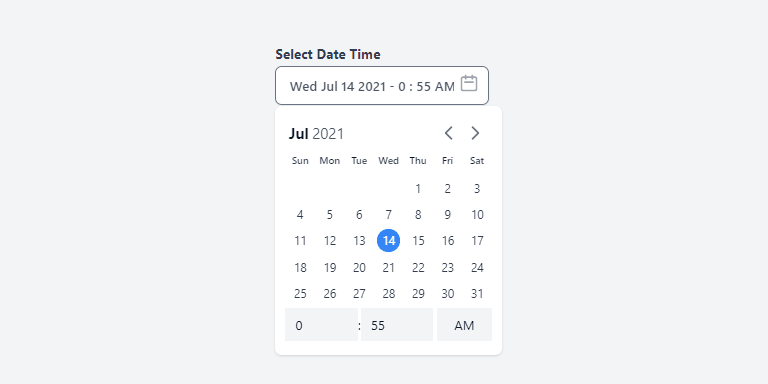 Select Date Time
Wed Jul 14 2021 - 0 : 55 AM
Jul 2021
Sun Mon Tue Wed Thu Fri Sat
1 2 3
4 5 6 7 8 9 10
11 12 13 14 15 16 17
18 19 20 21 22 23 24
25 26 27 28 29 30 31
0 : 55 AM